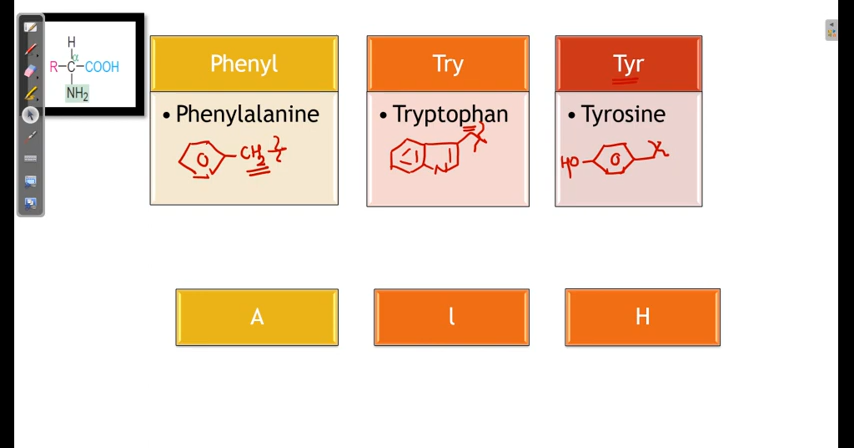 H
α
R–C–COOH
NH₂
Phenyl
• Phenylalanine
CH₂
Try
• Tryptophan
N
Tyr
• Tyrosine
HO
A
l
H